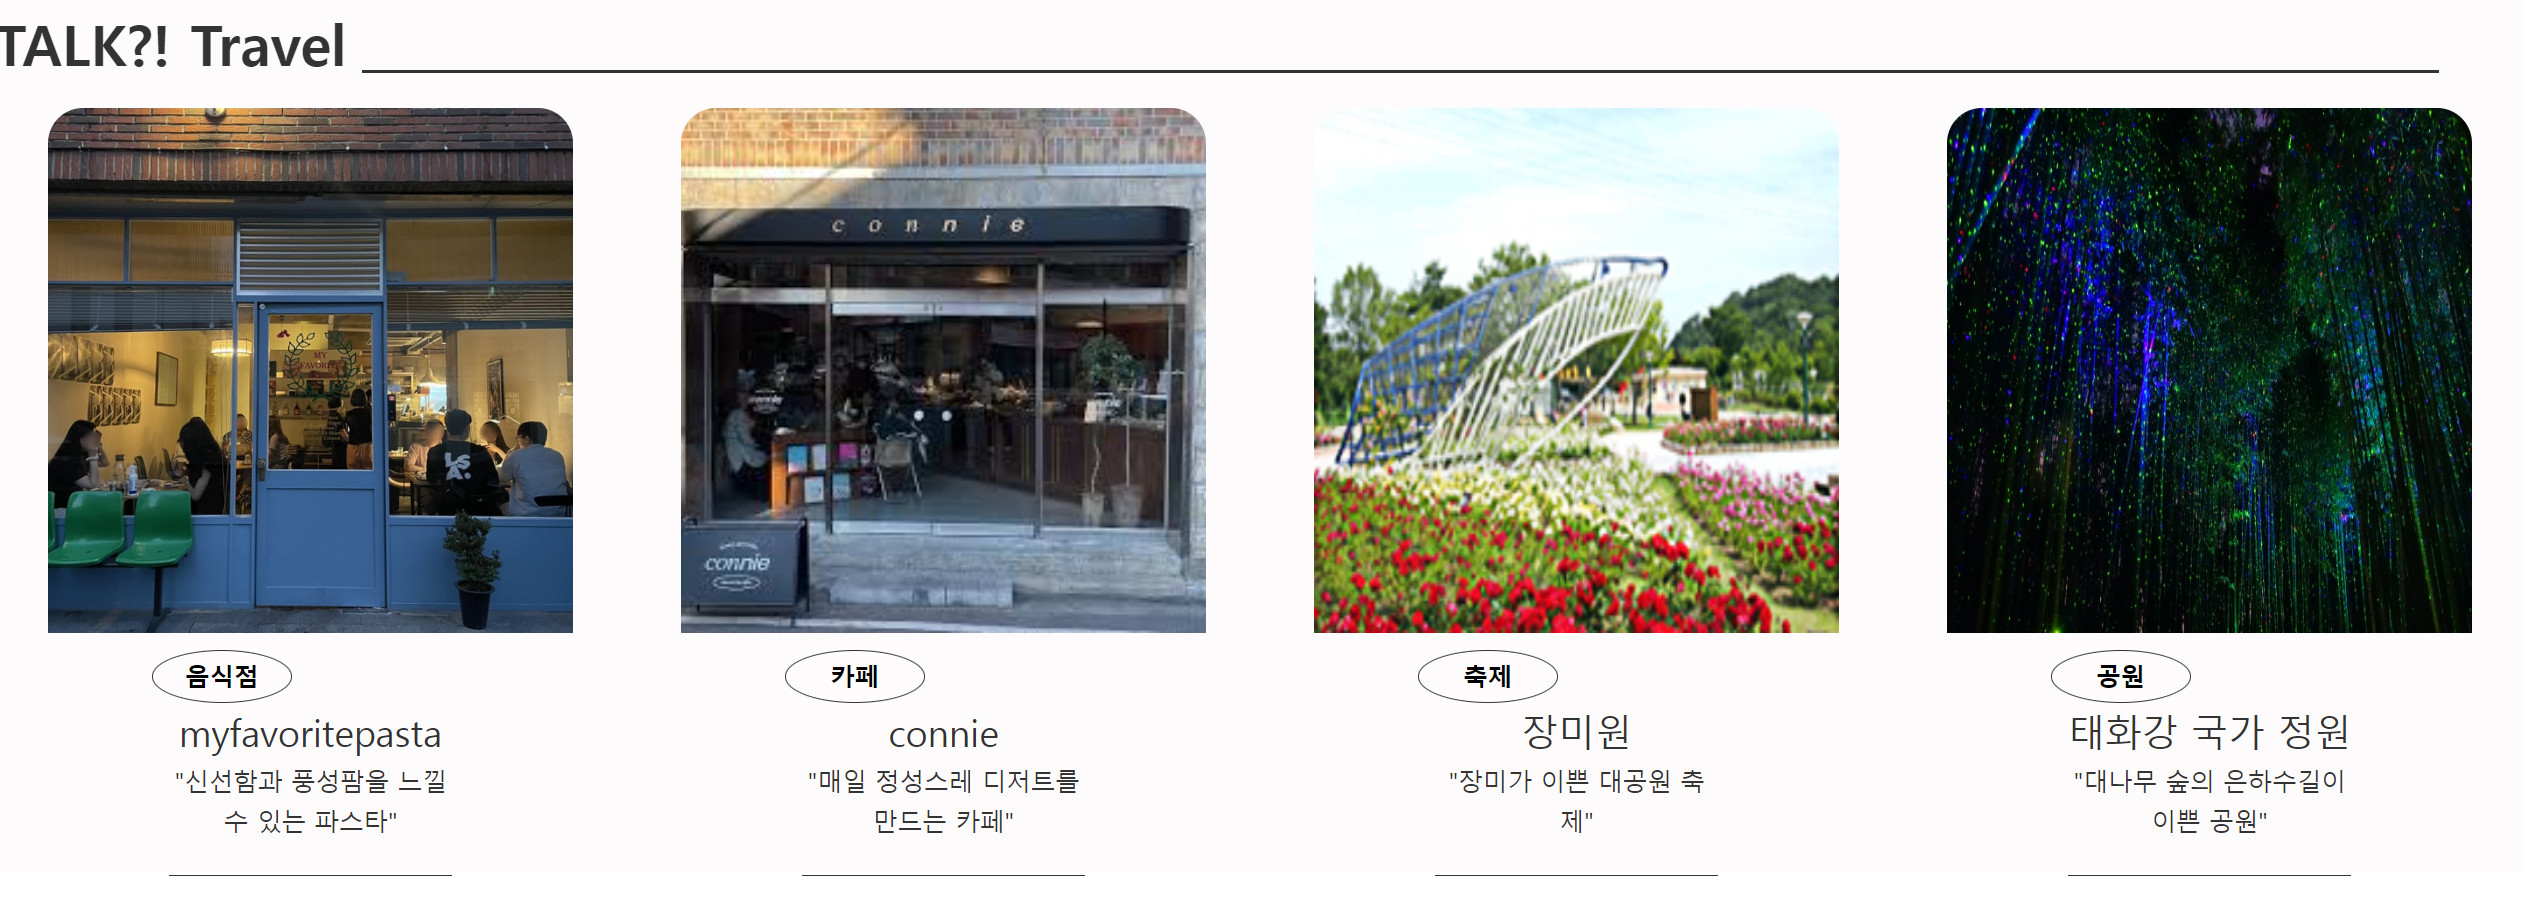 TALK?! Travel
MY
FAVORITE
LSA.
connie
connie
connie
음식점
카페
축제
공원
myfavoritepasta
connie
장미원
태화강 국가 정원
"신선함과 풍성팜을 느낄
수 있는 파스타"
"매일 정성스레 디저트를
만드는 카페"
"장미가 이쁜 대공원 축
제"
"대나무 숲의 은하수길이
이쁜 공원"